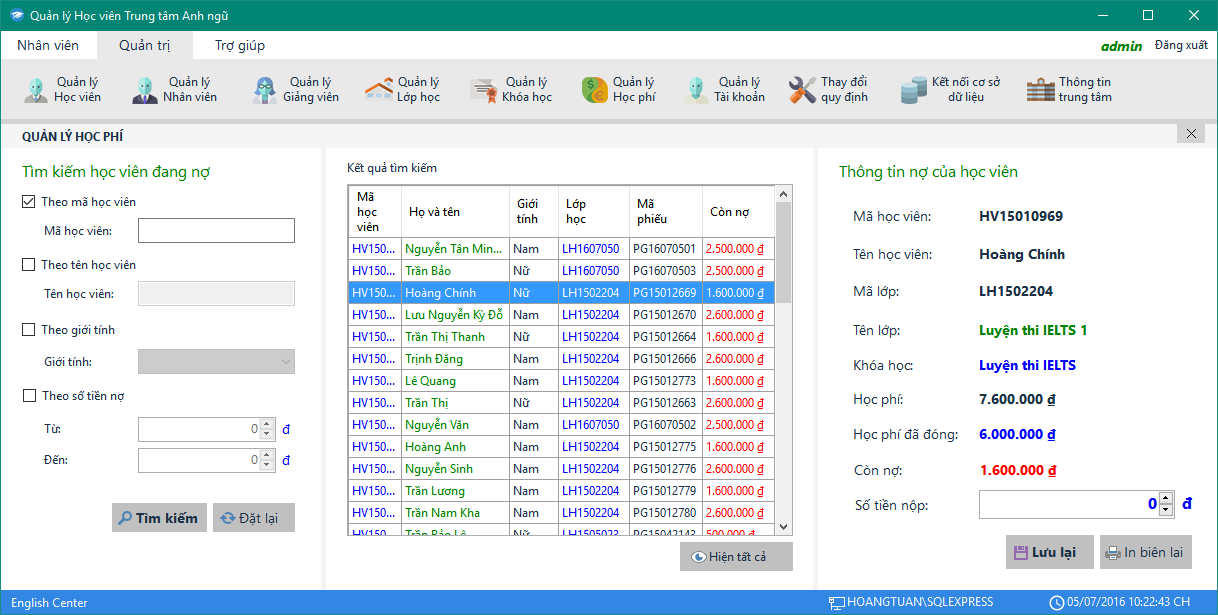 Quản lý Học viên Trung tâm Anh ngữ
Nhân viên Quản trị Trợ giúp admin Đăng xuất
Quản lý Học viên
Quản lý Nhân viên
Quản lý Giảng viên
Quản lý Lớp học
Quản lý Khóa học
Quản lý Học phí
Quản lý Tài khoản
Thay đổi quy định
Kết nối cơ sở dữ liệu
Thông tin trung tâm
QUẢN LÝ HỌC PHÍ
Tìm kiếm học viên đang nợ
Theo mã học viên
Mã học viên:
Theo tên học viên
Tên học viên:
Theo giới tính
Giới tính:
Theo số tiền nợ
Từ: 0 đ
Đến: 0 đ
Tìm kiếm Đặt lại
Kết quả tìm kiếm
Mã học viên Họ và tên Giới tính Lớp học Mã phiếu Còn nợ
HV150... Nguyễn Tấn Min... Nam LH1607050 PG16070501 2.500.000 ₫
HV150... Trần Bảo Nữ LH1607050 PG16070503 2.500.000 ₫
HV150... Hoàng Chính Nữ LH1502204 PG15012669 1.600.000 ₫
HV150... Lưu Nguyễn Kỳ Đỗ Nam LH1502204 PG15012670 2.600.000 ₫
HV150... Trần Thị Thanh Nữ LH1502204 PG15012664 1.600.000 ₫
HV150... Trịnh Đăng Nam LH1502204 PG15012666 2.600.000 ₫
HV150... Lê Quang Nam LH1502204 PG15012773 1.600.000 ₫
HV150... Trần Thị Nữ LH1502204 PG15012663 2.600.000 ₫
HV150... Nguyễn Văn Nam LH1607050 PG16070502 2.500.000 ₫
HV150... Hoàng Anh Nam LH1502204 PG15012775 1.600.000 ₫
HV150... Nguyễn Sinh Nam LH1502204 PG15012776 2.600.000 ₫
HV150... Trần Lương Nam LH1502204 PG15012779 1.600.000 ₫
HV150... Trần Nam Kha Nam LH1502204 PG15012780 2.600.000 ₫
HV150... Trần Bảo Lê Nữ LH1505023 PG15042143 500.000 ₫
Hiện tất cả
Thông tin nợ của học viên
Mã học viên: HV15010969
Tên học viên: Hoàng Chính
Mã lớp: LH1502204
Tên lớp: Luyện thi IELTS 1
Khóa học: Luyện thi IELTS
Học phí: 7.600.000 ₫
Học phí đã đóng: 6.000.000 ₫
Còn nợ: 1.600.000 ₫
Số tiền nộp: 0 đ
Lưu lại In biên lai
English Center HOANGTUAN\SQLEXPRESS 05/07/2016 10:22:43 CH